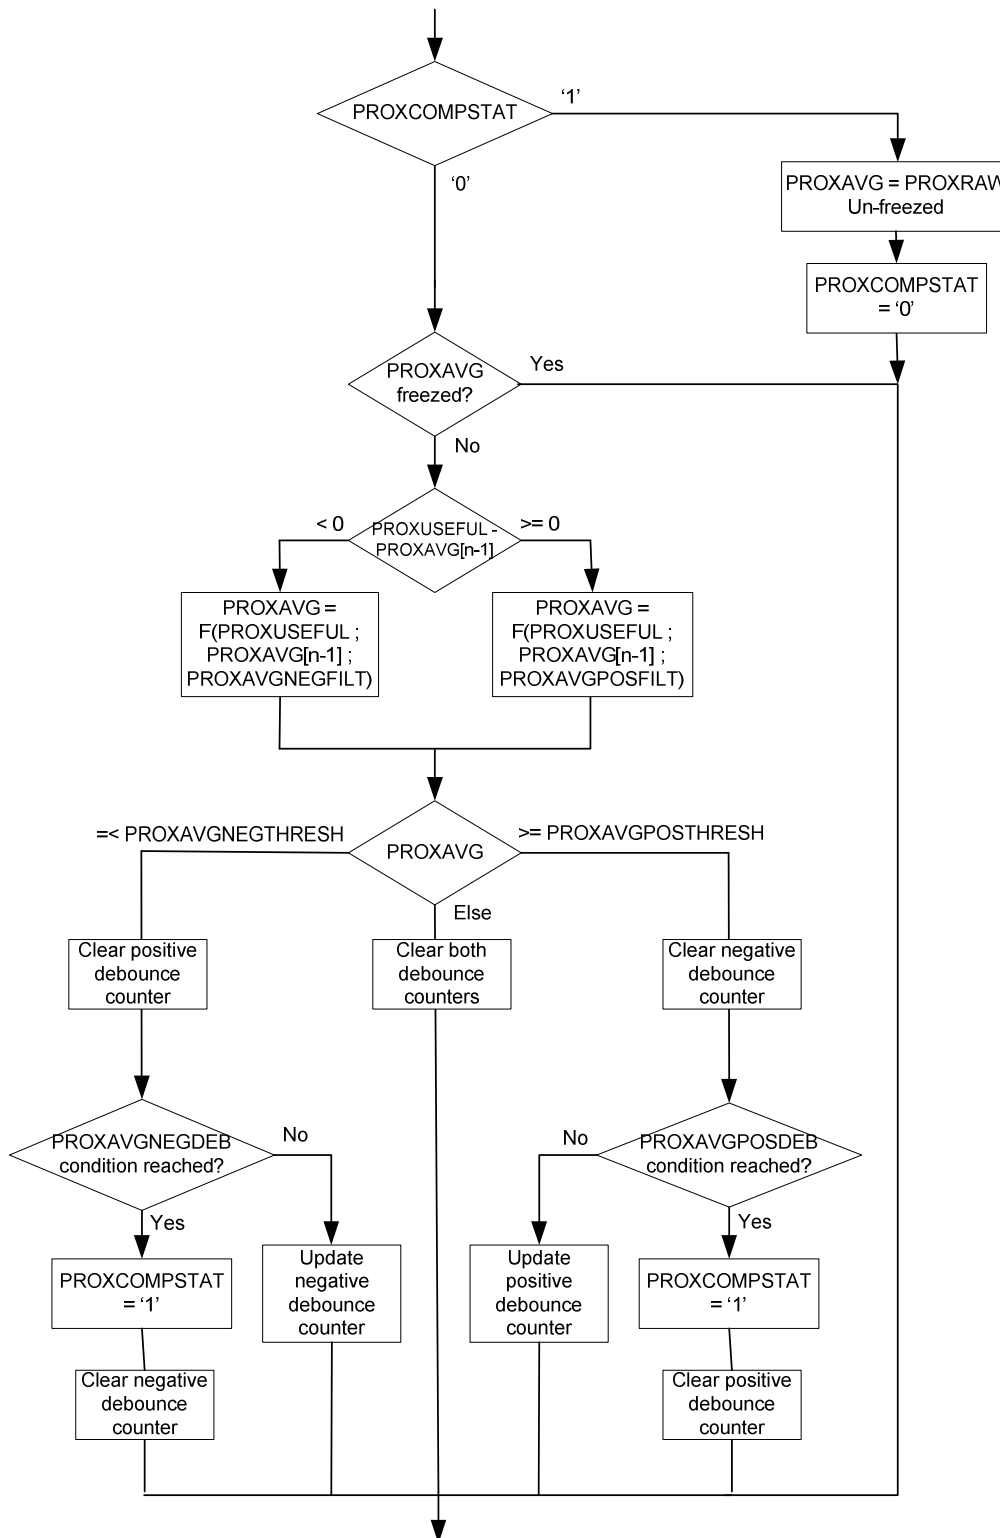 PROXCOMPSTAT
‘1’
‘0’
PROXAVG = PROXRAW
Un-freezed
PROXCOMPSTAT
= ‘0’
PROXAVG
freezed?
Yes
No
< 0
PROXUSEFUL -
PROXAVG[n-1]
>= 0
PROXAVG =
F(PROXUSEFUL ;
PROXAVG[n-1] ;
PROXAVGNEGFILT)
PROXAVG =
F(PROXUSEFUL ;
PROXAVG[n-1] ;
PROXAVGPOSFILT)
=< PROXAVGNEGTHRESH
PROXAVG
>= PROXAVGPOSTHRESH
Else
Clear positive
debounce
counter
Clear both
debounce
counters
Clear negative
debounce
counter
PROXAVGNEGDEB
condition reached?
No
Yes
No
PROXAVGPOSDEB
condition reached?
Yes
PROXCOMPSTAT
= ‘1’
Update
negative
debounce
counter
Update
positive
debounce
counter
PROXCOMPSTAT
= ‘1’
Clear negative
debounce
counter
Clear positive
debounce
counter